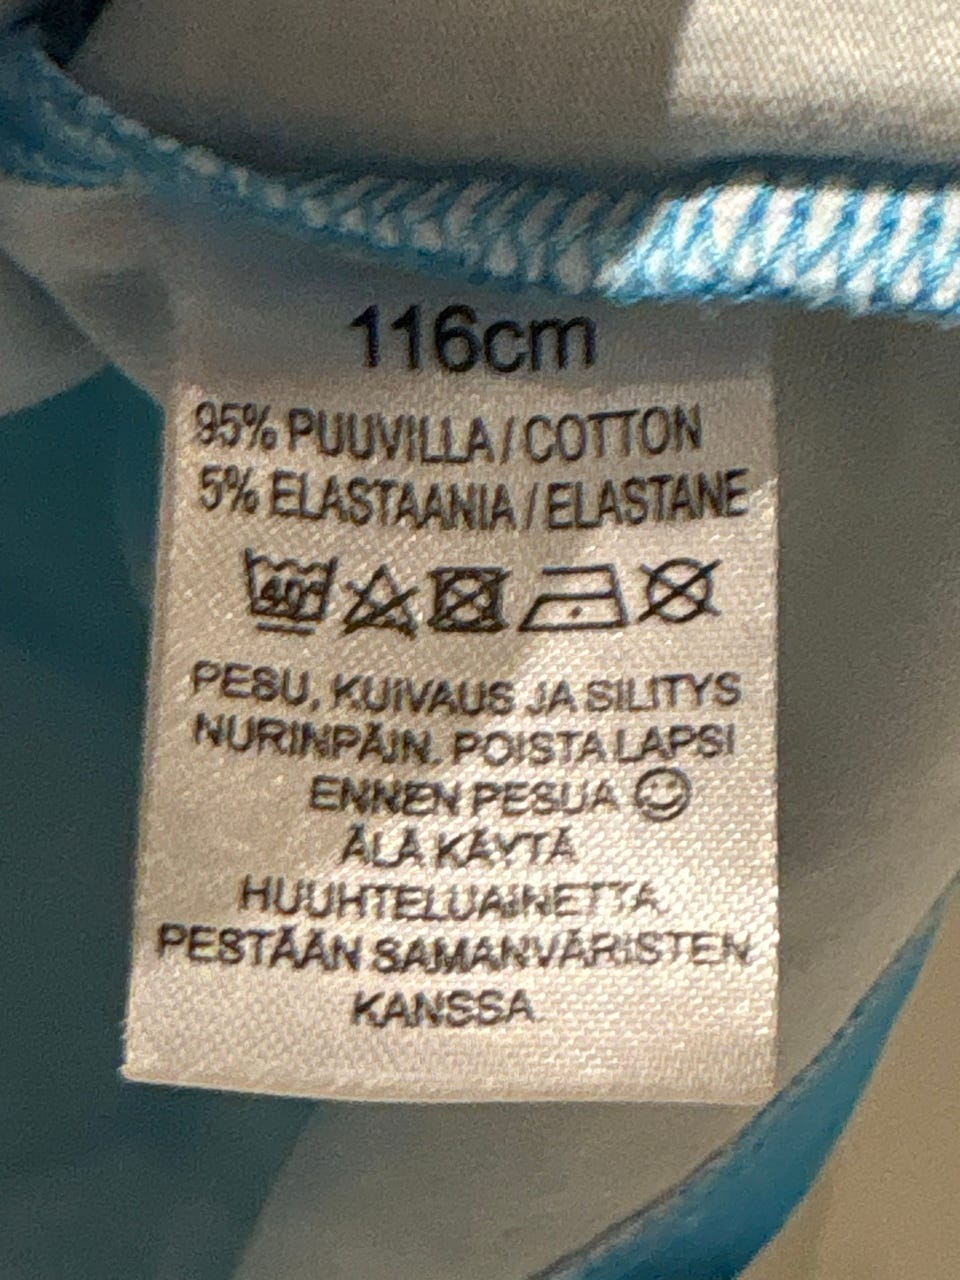 116cm
95% PUUVILLA / COTTON
5% ELASTAANIA / ELASTANE
40°
PESU, KUIVAUS JA SILITYS
NURINPÄIN. POISTA LAPSI
ENNEN PESUA ☺
ÄLÄ KÄYTÄ
HUUHTELUAINETTA.
PESTÄÄN SAMANVÄRISTEN
KANSSA